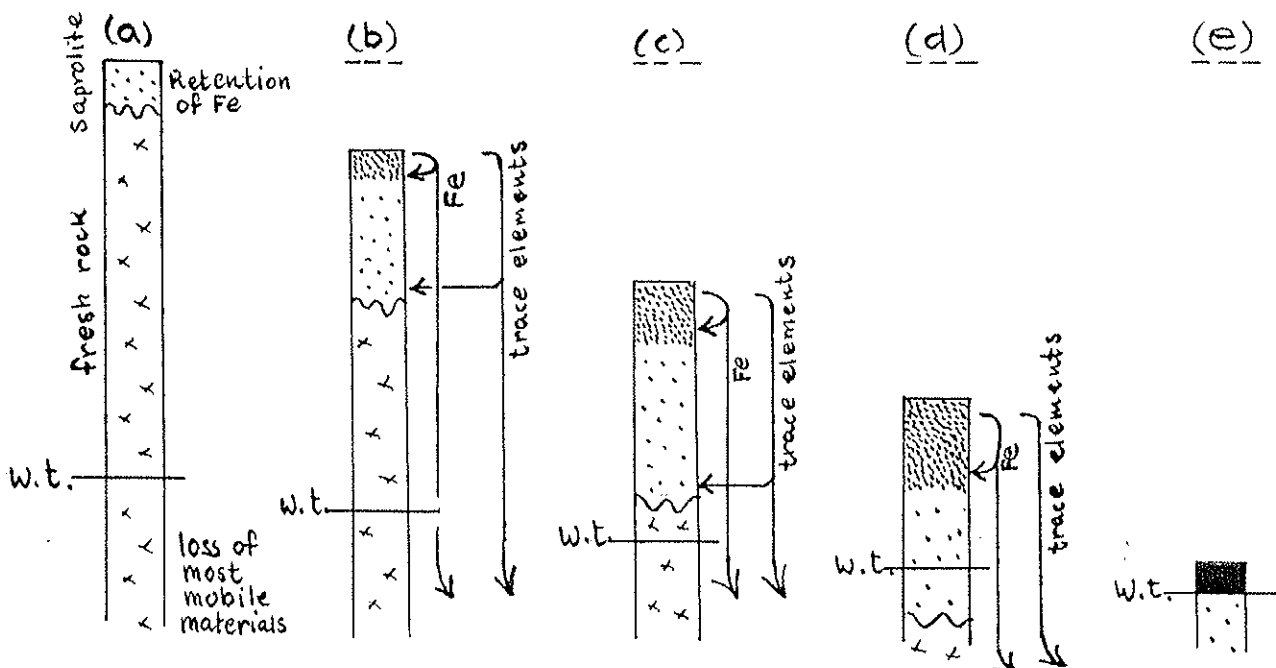 (a)
saprolite
Retention
of Fe
fresh rock
W.t.
loss of
most
mobile
materials
(b)
Fe
trace elements
W.t.
(c)
Fe
trace elements
W.t.
(d)
Fe
trace elements
W.t.
(e)
W.t.